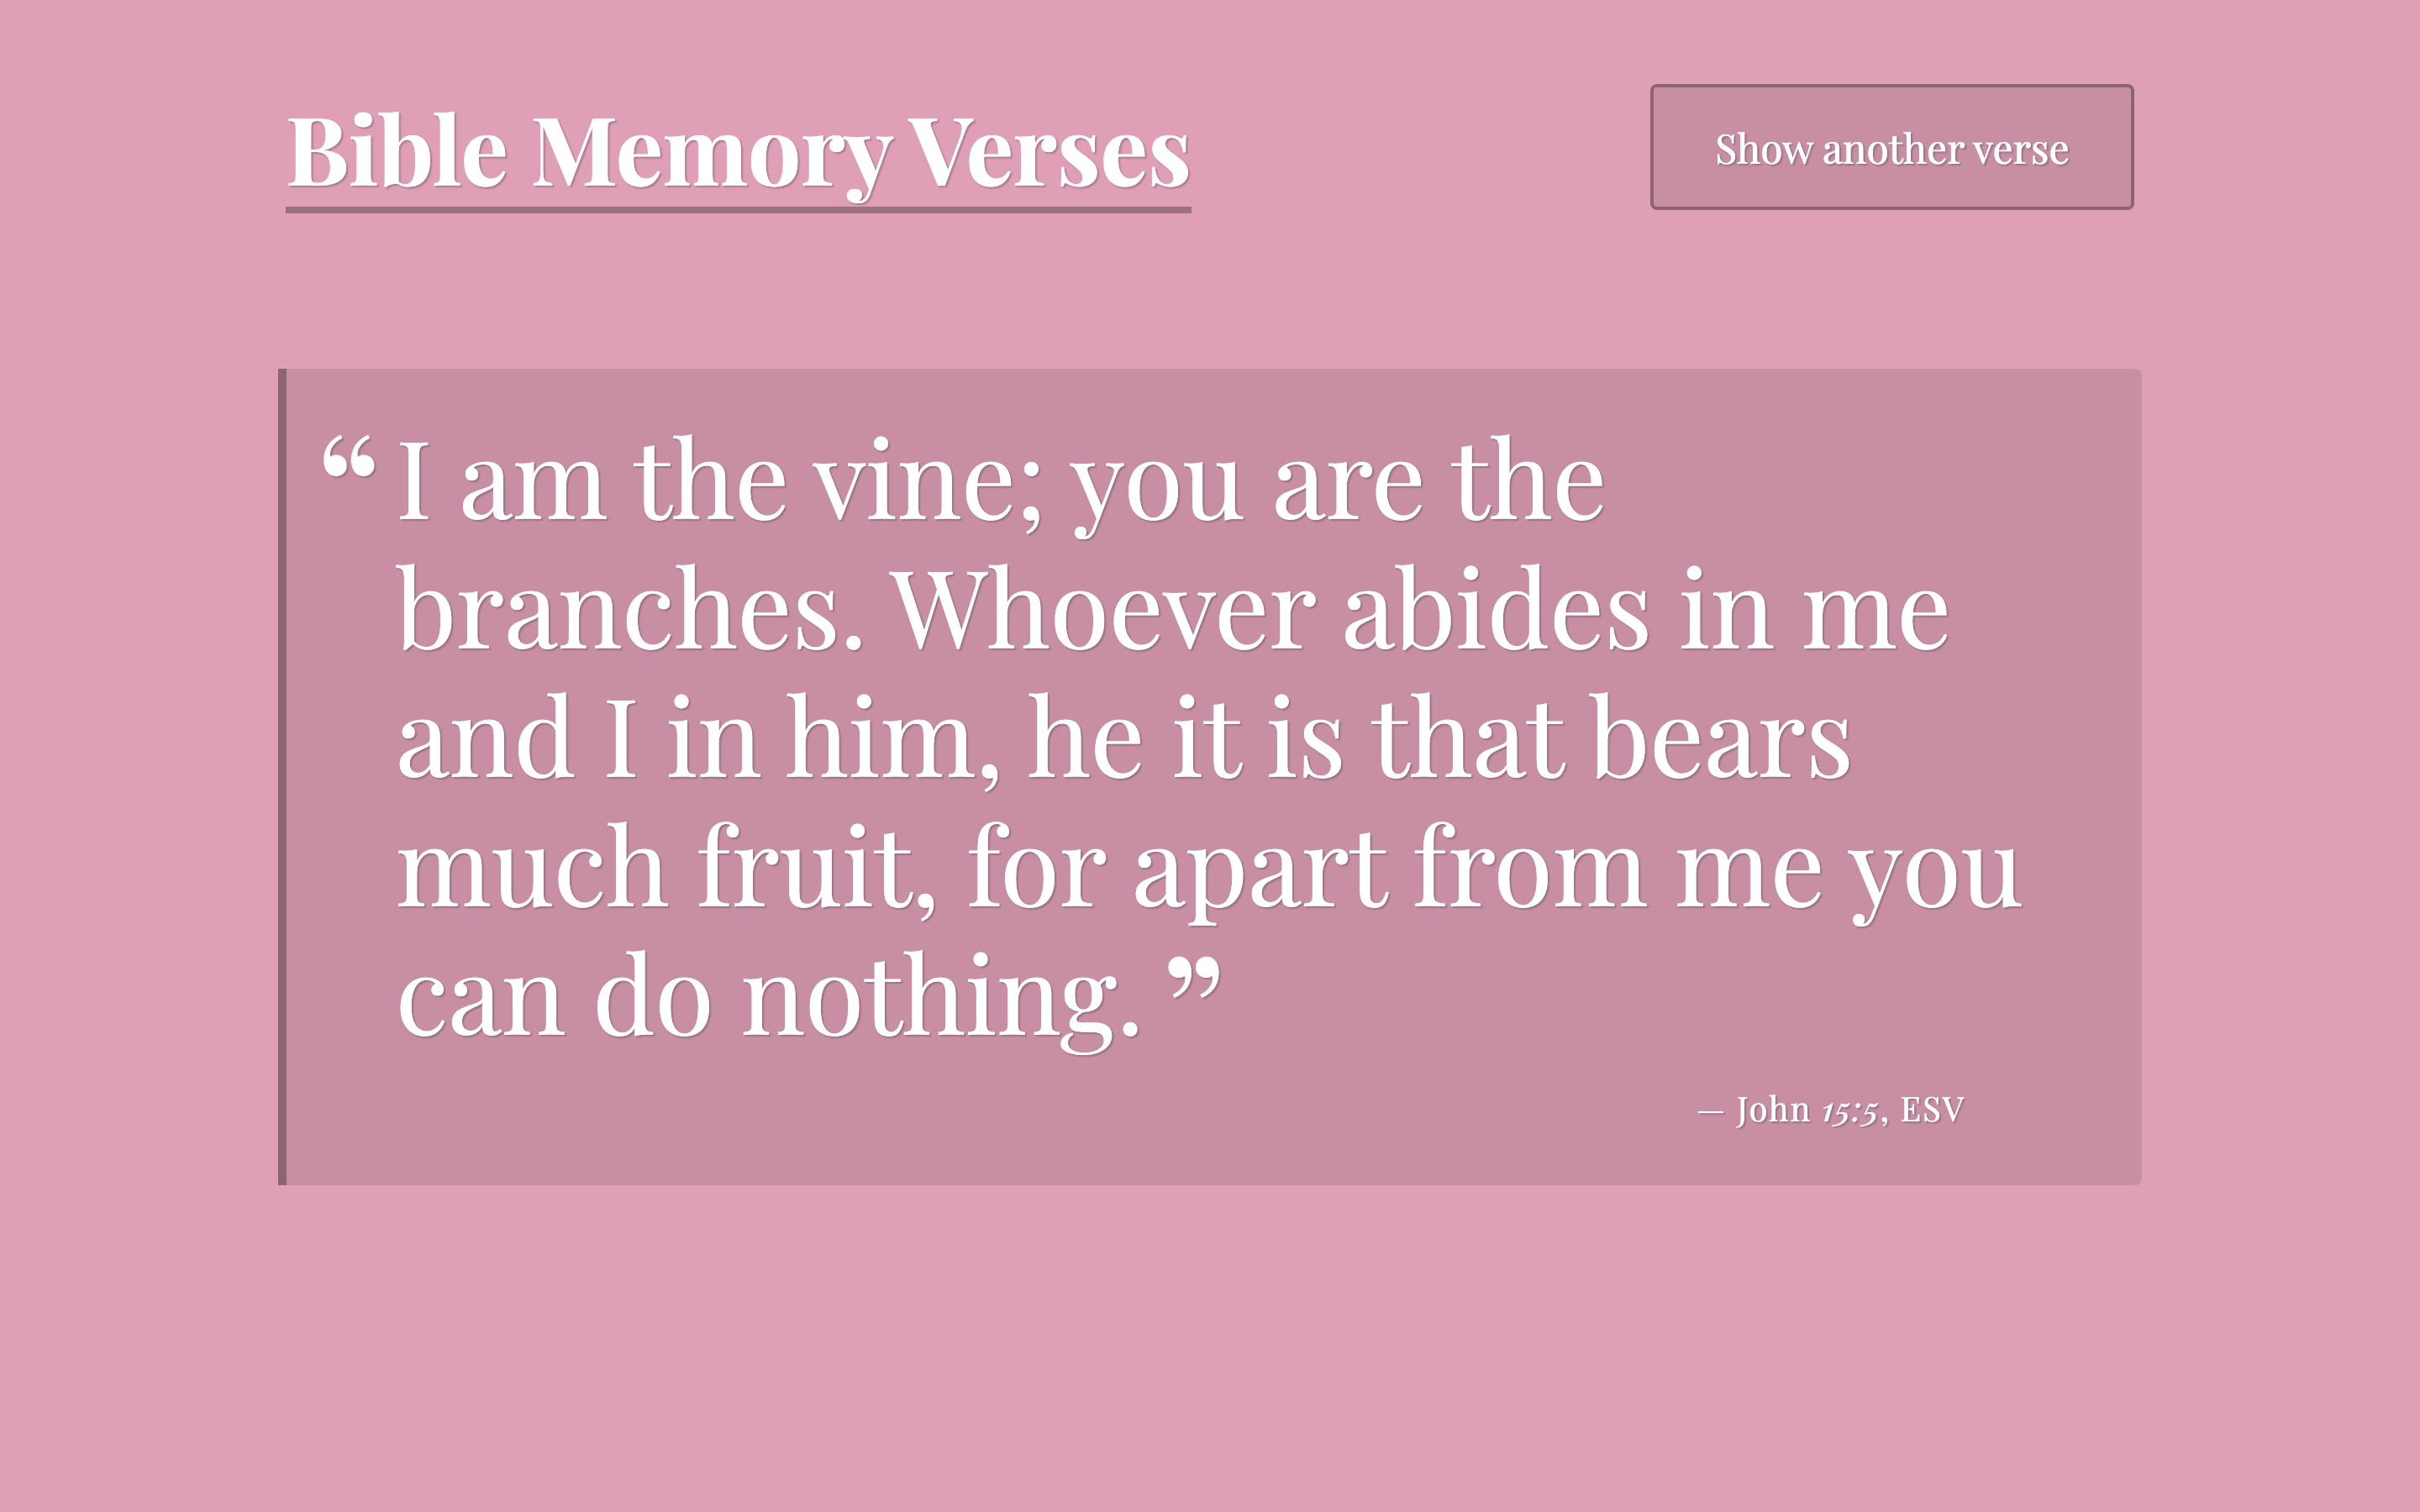 Bible Memory Verses
Show another verse
“ I am the vine; you are the
branches. Whoever abides in me
and I in him, he it is that bears
much fruit, for apart from me you
can do nothing. ”
— John 15:5, ESV